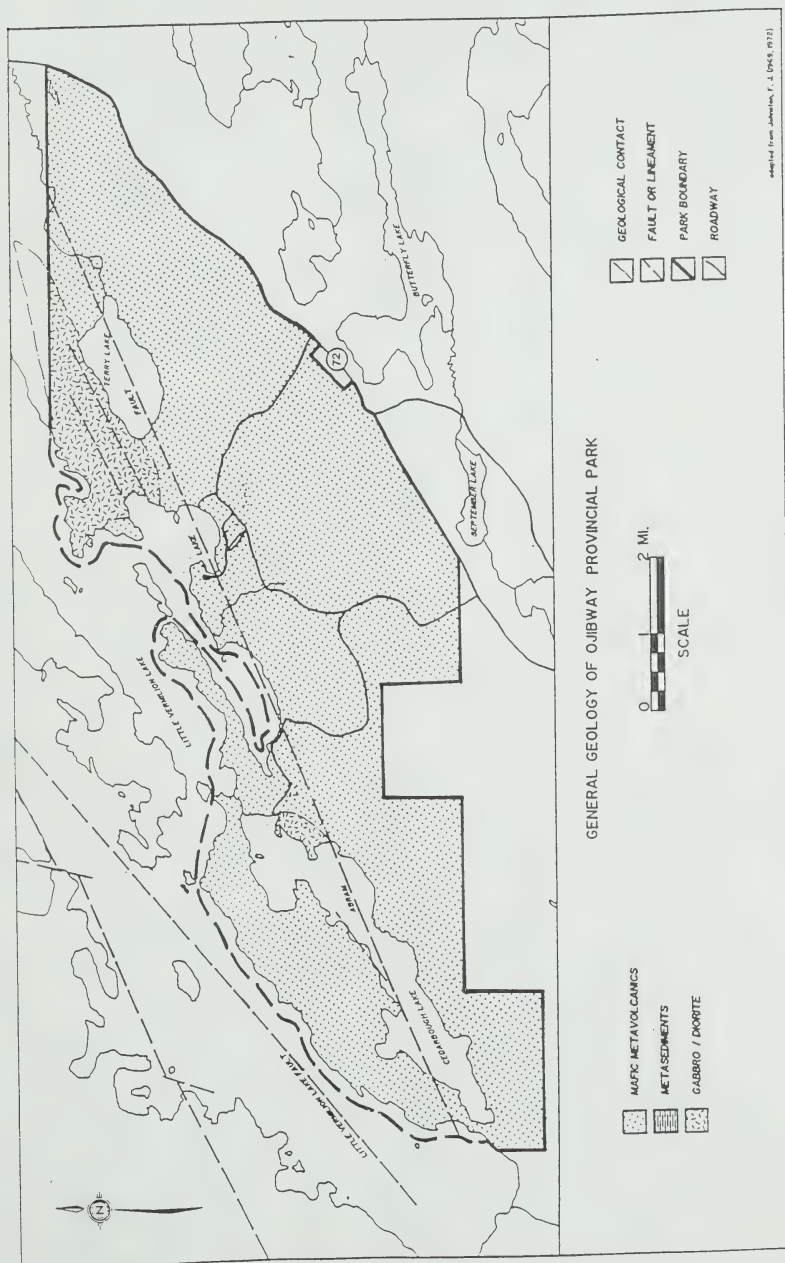 N
LITTLE VERMILION LAKE FAULT
LITTLE VERMILION LAKE
CEDARBOUGH LAKE
ABRAM
LAKE
FAULT
TERRY LAKE
72
BUTTERFLY LAKE
SEPTEMBER LAKE
GENERAL GEOLOGY OF OJIBWAY PROVINCIAL PARK
0 1 2 MI.
SCALE
MAFIC METAVOLCANICS
METASEDIMENTS
GABBRO / DIORITE
GEOLOGICAL CONTACT
FAULT OR LINEAMENT
PARK BOUNDARY
ROADWAY
adapted from Johnston, F. J. (1969, 1972)